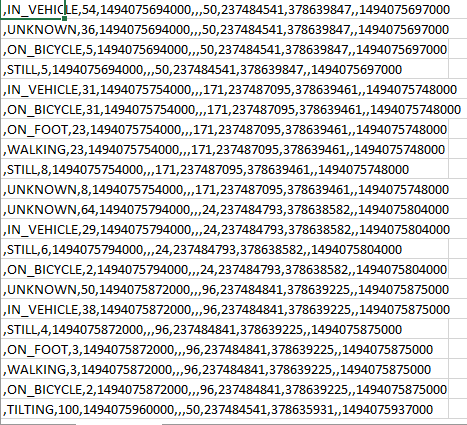 ,IN_VEHICLE,54,1494075694000,,,50,237484541,378639847,,1494075697000
,UNKNOWN,36,1494075694000,,,50,237484541,378639847,,1494075697000
,ON_BICYCLE,5,1494075694000,,,50,237484541,378639847,,1494075697000
,STILL,5,1494075694000,,,50,237484541,378639847,,1494075697000
,IN_VEHICLE,31,1494075754000,,,171,237487095,378639461,,1494075748000
,ON_BICYCLE,31,1494075754000,,,171,237487095,378639461,,1494075748000
,ON_FOOT,23,1494075754000,,,171,237487095,378639461,,1494075748000
,WALKING,23,1494075754000,,,171,237487095,378639461,,1494075748000
,STILL,8,1494075754000,,,171,237487095,378639461,,1494075748000
,UNKNOWN,8,1494075754000,,,171,237487095,378639461,,1494075748000
,UNKNOWN,64,1494075794000,,,24,237484793,378638582,,1494075804000
,IN_VEHICLE,29,1494075794000,,,24,237484793,378638582,,1494075804000
,STILL,6,1494075794000,,,24,237484793,378638582,,1494075804000
,ON_BICYCLE,2,1494075794000,,,24,237484793,378638582,,1494075804000
,UNKNOWN,50,1494075872000,,,96,237484841,378639225,,1494075875000
,IN_VEHICLE,38,1494075872000,,,96,237484841,378639225,,1494075875000
,STILL,4,1494075872000,,,96,237484841,378639225,,1494075875000
,ON_FOOT,3,1494075872000,,,96,237484841,378639225,,1494075875000
,WALKING,3,1494075872000,,,96,237484841,378639225,,1494075875000
,ON_BICYCLE,2,1494075872000,,,96,237484841,378639225,,1494075875000
,TILTING,100,1494075960000,,,50,237484541,378635931,,1494075937000